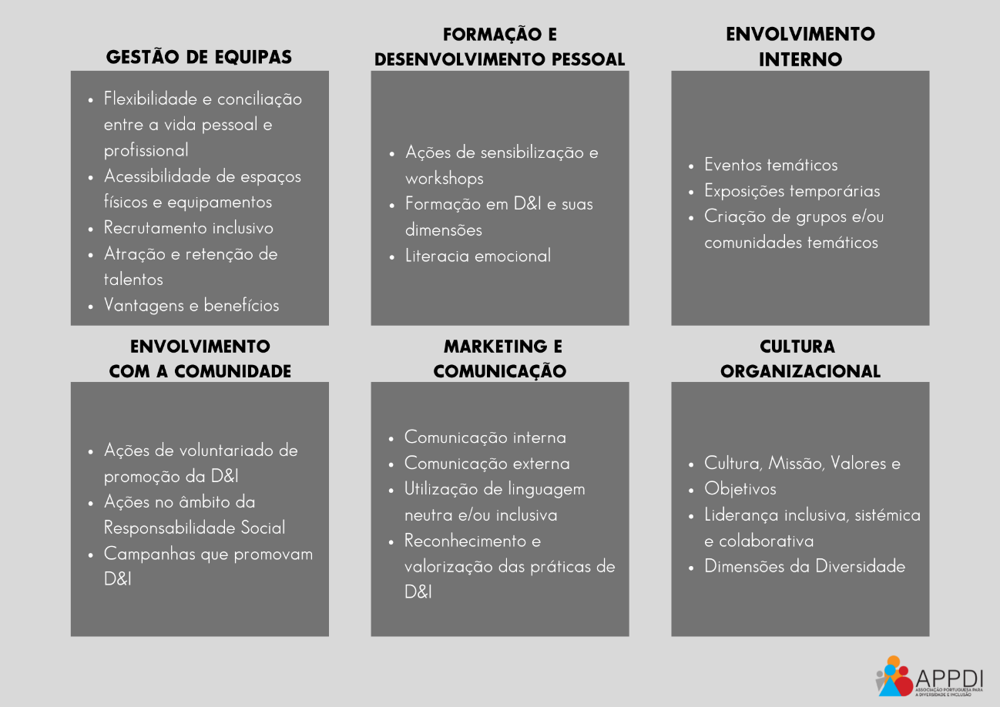 GESTÃO DE EQUIPAS
• Flexibilidade e conciliação
entre a vida pessoal e
profissional
• Acessibilidade de espaços
físicos e equipamentos
• Recrutamento inclusivo
• Atração e retenção de
talentos
• Vantagens e benefícios
FORMAÇÃO E
DESENVOLVIMENTO PESSOAL
• Ações de sensibilização e
workshops
• Formação em D&I e suas
dimensões
• Literacia emocional
ENVOLVIMENTO
INTERNO
• Eventos temáticos
• Exposições temporárias
• Criação de grupos e/ou
comunidades temáticos
ENVOLVIMENTO
COM A COMUNIDADE
• Ações de voluntariado de
promoção da D&I
• Ações no âmbito da
Responsabilidade Social
• Campanhas que promovam
D&I
MARKETING E
COMUNICAÇÃO
• Comunicação interna
• Comunicação externa
• Utilização de linguagem
neutra e/ou inclusiva
• Reconhecimento e
valorização das práticas de
D&I
CULTURA
ORGANIZACIONAL
• Cultura, Missão, Valores e
• Objetivos
• Liderança inclusiva, sistémica
e colaborativa
• Dimensões da Diversidade
APPDI
ASSOCIAÇÃO PORTUGUESA PARA
A DIVERSIDADE E INCLUSÃO